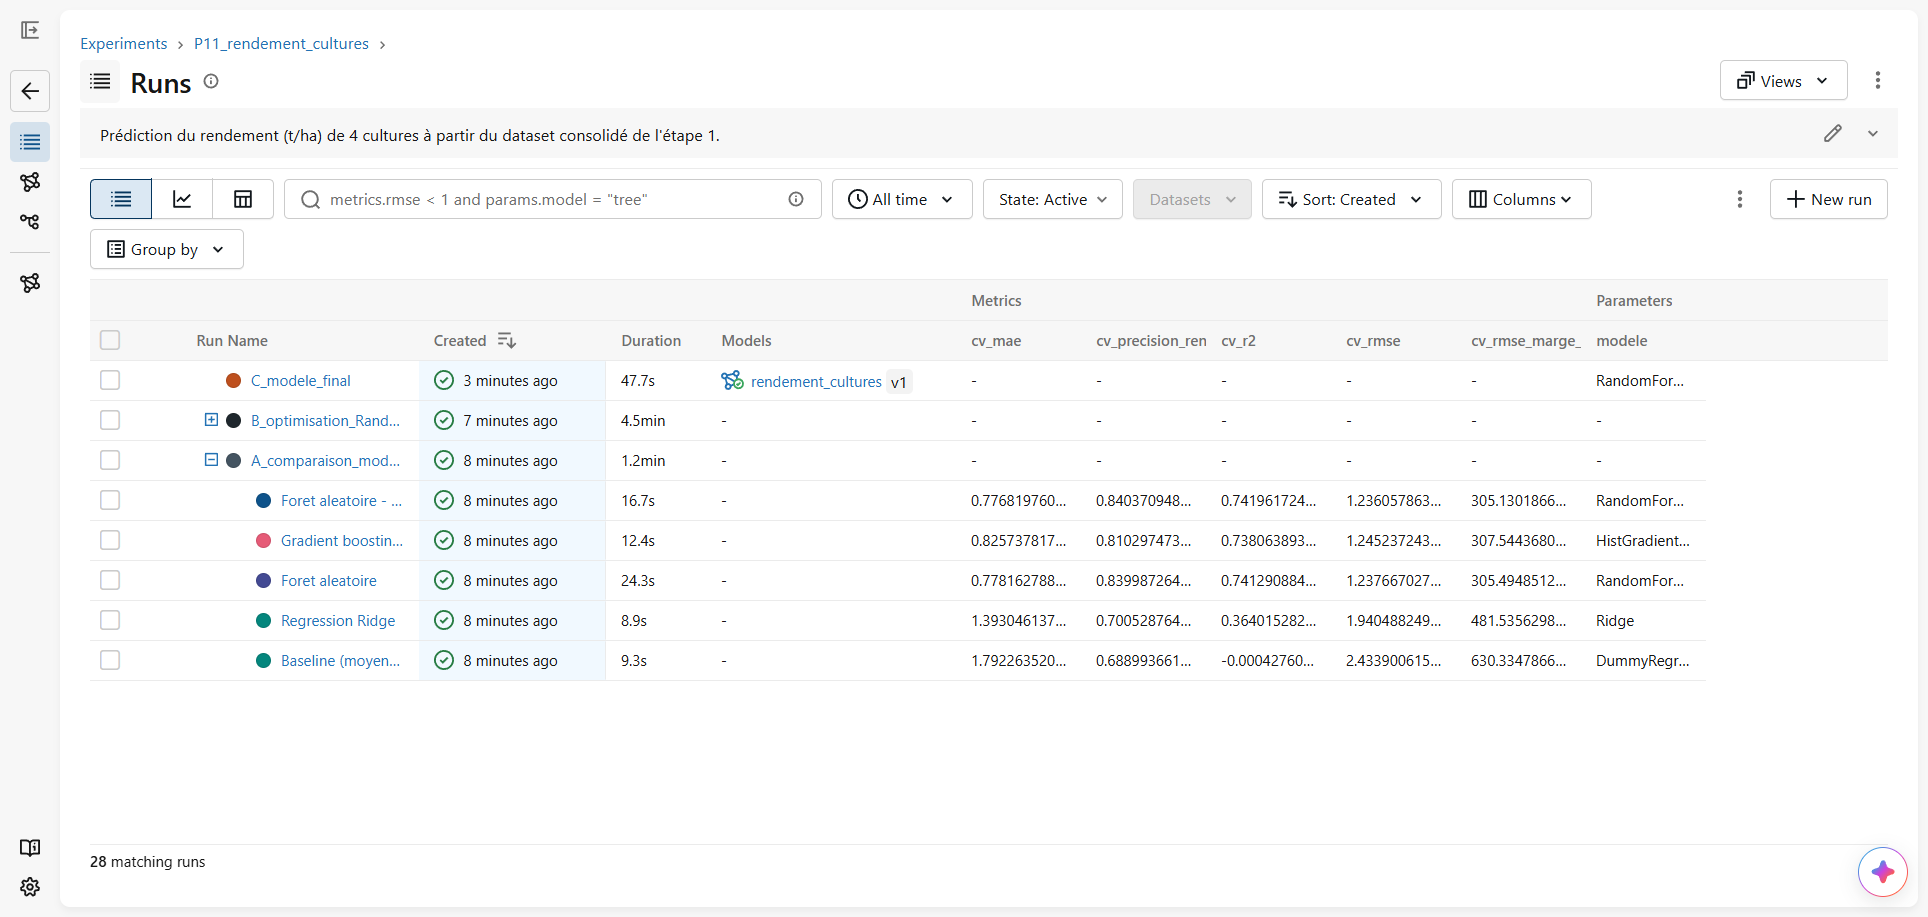 Experiments › P11_rendement_cultures ›
Runs
Views
Prédiction du rendement (t/ha) de 4 cultures à partir du dataset consolidé de l'étape 1.
metrics.rmse < 1 and params.model = "tree"
All time
State: Active
Datasets
Sort: Created
Columns
New run
Group by
Metrics Parameters
Run Name Created Duration Models cv_mae cv_precision_ren cv_r2 cv_rmse cv_rmse_marge_ modele
C_modele_final 3 minutes ago 47.7s rendement_cultures v1 - - - - - RandomFor...
B_optimisation_Rand... 7 minutes ago 4.5min - - - - - - -
A_comparaison_mod... 8 minutes ago 1.2min - - - - - - -
Foret aleatoire - ... 8 minutes ago 16.7s - 0.776819760... 0.840370948... 0.741961724... 1.236057863... 305.1301866... RandomFor...
Gradient boostin... 8 minutes ago 12.4s - 0.825737817... 0.810297473... 0.738063893... 1.245237243... 307.5443680... HistGradient...
Foret aleatoire 8 minutes ago 24.3s - 0.778162788... 0.839987264... 0.741290884... 1.237667027... 305.4948512... RandomFor...
Regression Ridge 8 minutes ago 8.9s - 1.393046137... 0.700528764... 0.364015282... 1.940488249... 481.5356298... Ridge
Baseline (moyen... 8 minutes ago 9.3s - 1.792263520... 0.688993661... -0.00042760... 2.433900615... 630.3347866... DummyRegr...
28 matching runs